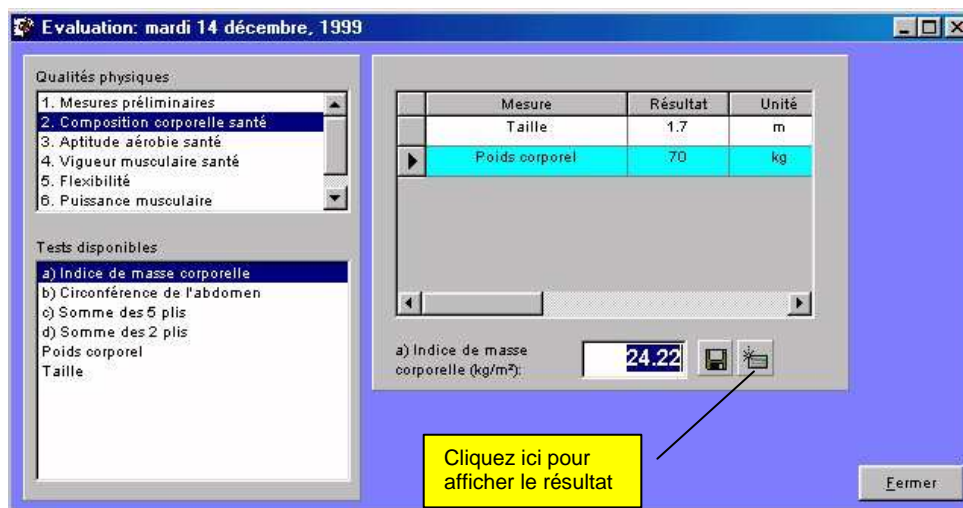 Evaluation: mardi 14 décembre, 1999
Qualités physiques
1. Mesures préliminaires
2. Composition corporelle santé
3. Aptitude aérobie santé
4. Vigueur musculaire santé
5. Flexibilité
6. Puissance musculaire
Tests disponibles
a) Indice de masse corporelle
b) Circonférence de l'abdomen
c) Somme des 5 plis
d) Somme des 2 plis
Poids corporel
Taille
Mesure Résultat Unité
Taille 1.7 m
Poids corporel 70 kg
a) Indice de masse
corporelle (kg/m²): 24.22
Cliquez ici pour
afficher le résultat
Fermer